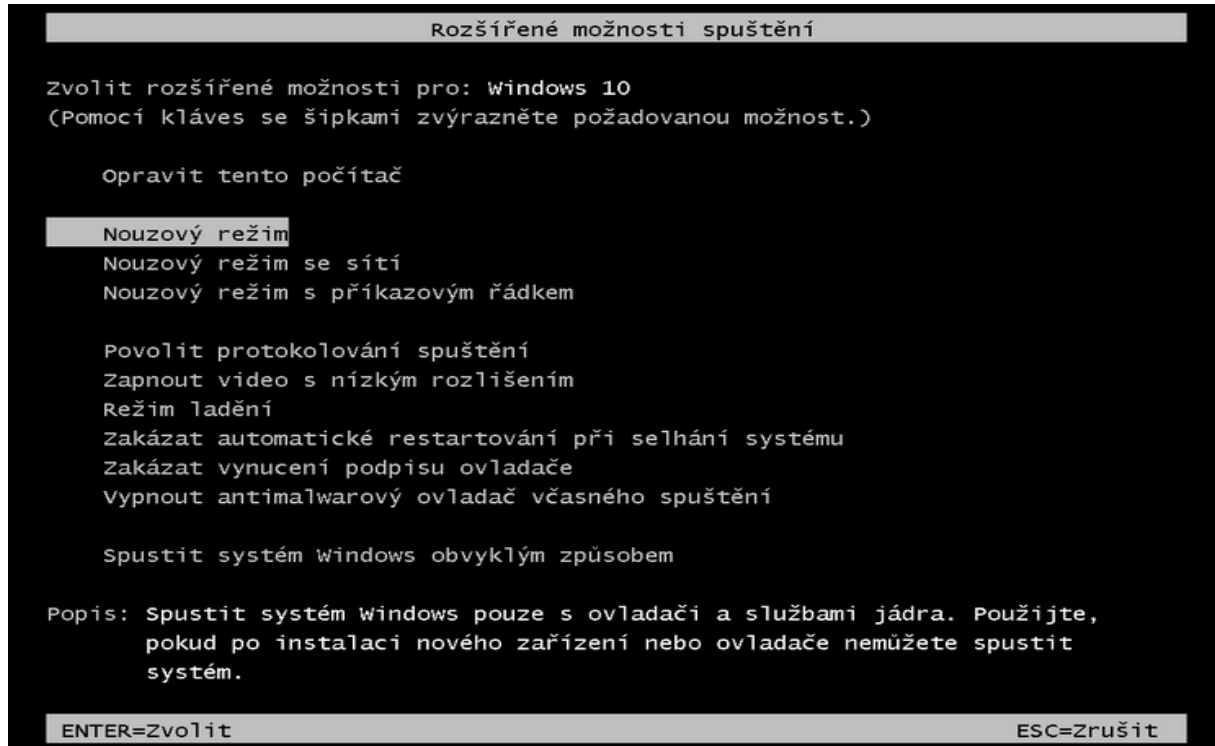 Rozšířené možnosti spuštění
Zvolit rozšířené možnosti pro: Windows 10
(Pomocí kláves se šipkami zvýrazněte požadovanou možnost.)
Opravit tento počítač
Nouzový režim
Nouzový režim se sítí
Nouzový režim s příkazovým řádkem
Povolit protokolování spuštění
Zapnout video s nízkým rozlišením
Režim ladění
Zakázat automatické restartování při selhání systému
Zakázat vynucení podpisu ovladače
Vypnout antimalwarový ovladač včasného spuštění
Spustit systém Windows obvyklým způsobem
Popis: Spustit systém Windows pouze s ovladači a službami jádra. Použijte,
pokud po instalaci nového zařízení nebo ovladače nemůžete spustit
systém.
ENTER=Zvolit ESC=Zrušit